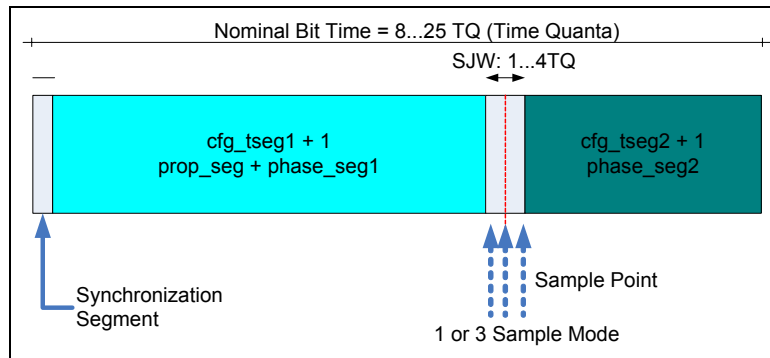 Nominal Bit Time = 8...25 TQ (Time Quanta)
SJW: 1...4TQ
cfg_tseg1 + 1
prop_seg + phase_seg1
cfg_tseg2 + 1
phase_seg2
Sample Point
Synchronization
Segment
1 or 3 Sample Mode